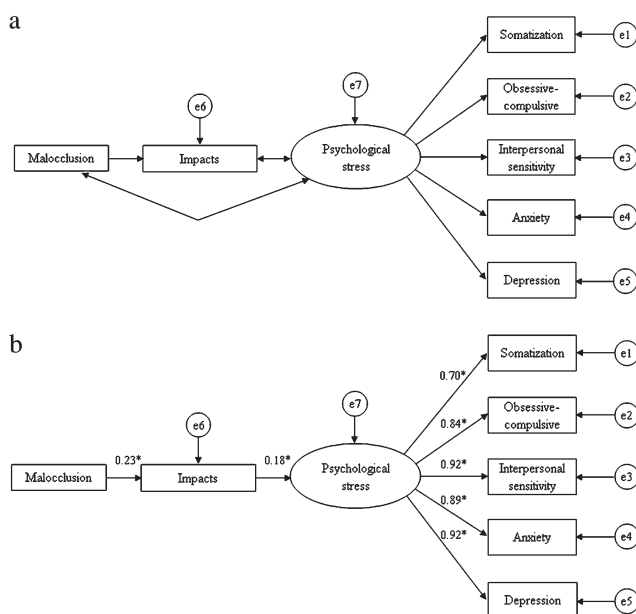 a
Somatization
e1
e6
e7
Obsessive-
compulsive
e2
Malocclusion
Impacts
Psychological
stress
Interpersonal
sensitivity
e3
Anxiety
e4
Depression
e5
b
Somatization
e1
0.70*
e6
e7
0.84*
Obsessive-
compulsive
e2
Malocclusion
0.23*
Impacts
0.18*
Psychological
stress
0.92*
Interpersonal
sensitivity
e3
0.89*
Anxiety
e4
0.92*
Depression
e5